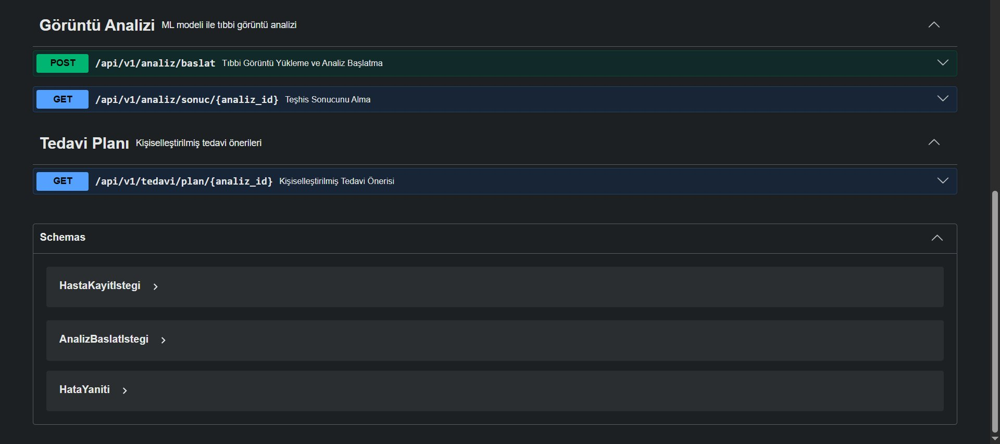 Görüntü Analizi ML modeli ile tıbbi görüntü analizi
POST /api/v1/analiz/baslat Tıbbi Görüntü Yükleme ve Analiz Başlatma
GET /api/v1/analiz/sonuc/{analiz_id} Teşhis Sonucunu Alma
Tedavi Planı Kişiselleştirilmiş tedavi önerileri
GET /api/v1/tedavi/plan/{analiz_id} Kişiselleştirilmiş Tedavi Önerisi
Schemas
HastaKayitIstegi
AnalizBaslatIstegi
HataYaniti